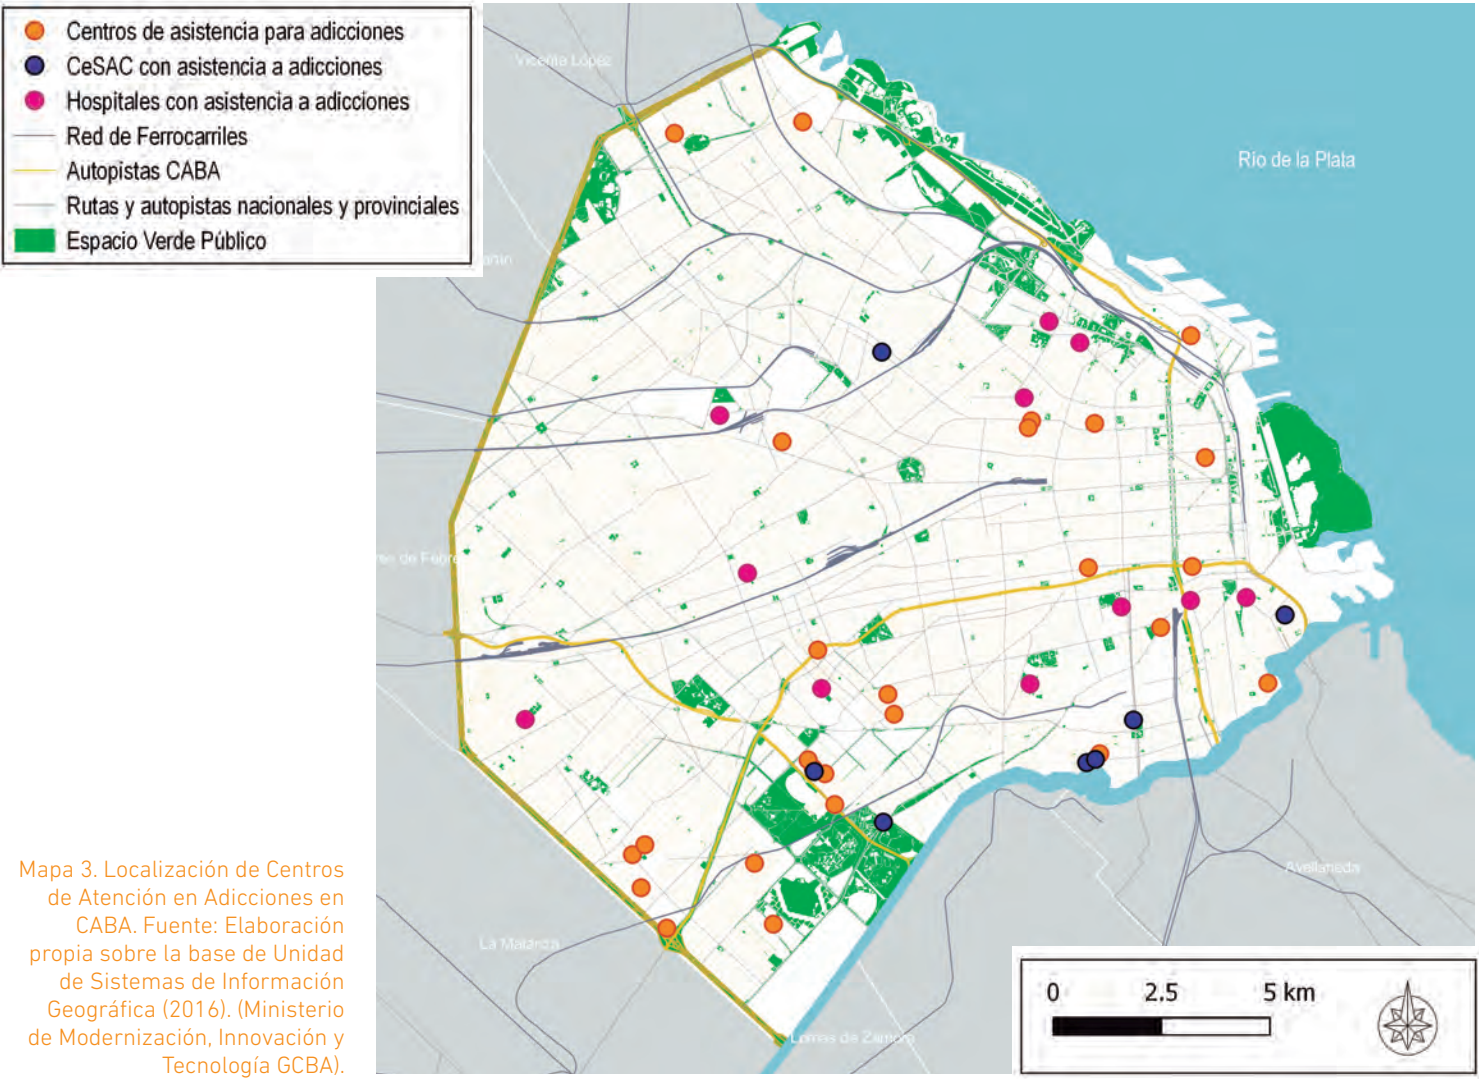 Centros de asistencia para adicciones
CeSAC con asistencia a adicciones
Hospitales con asistencia a adicciones
Red de Ferrocarriles
Autopistas CABA
Rutas y autopistas nacionales y provinciales
Espacio Verde Público
Vicente López
Río de la Plata
de Febre
Avellaneda
La Matanza
Lomas de Zamora
0 2.5 5 km
Mapa 3. Localización de Centros
de Atención en Adicciones en
CABA. Fuente: Elaboración
propia sobre la base de Unidad
de Sistemas de Información
Geográfica (2016). (Ministerio
de Modernización, Innovación y
Tecnología GCBA).